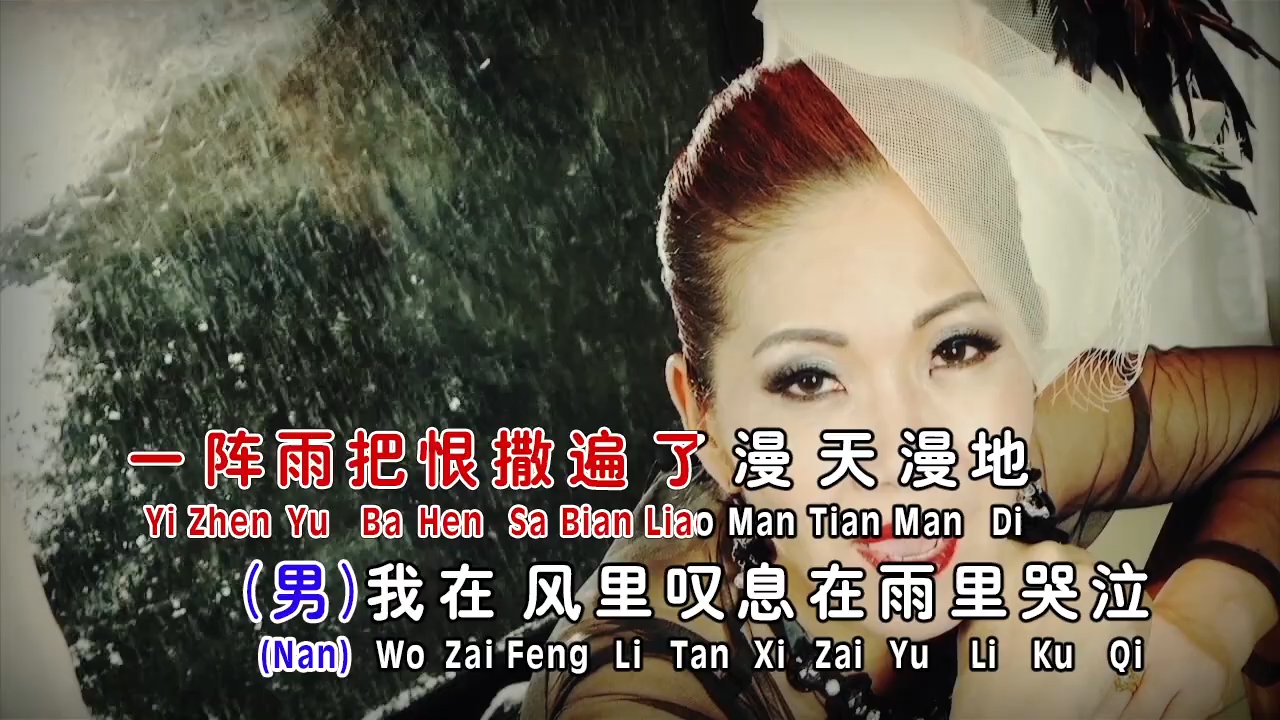 一阵雨把恨撒遍了漫天漫地
Yi Zhen Yu Ba Hen Sa Bian Liao Man Tian Man Di
(男)我在风里叹息在雨里哭泣
(Nan) Wo Zai Feng Li Tan Xi Zai Yu Li Ku Qi